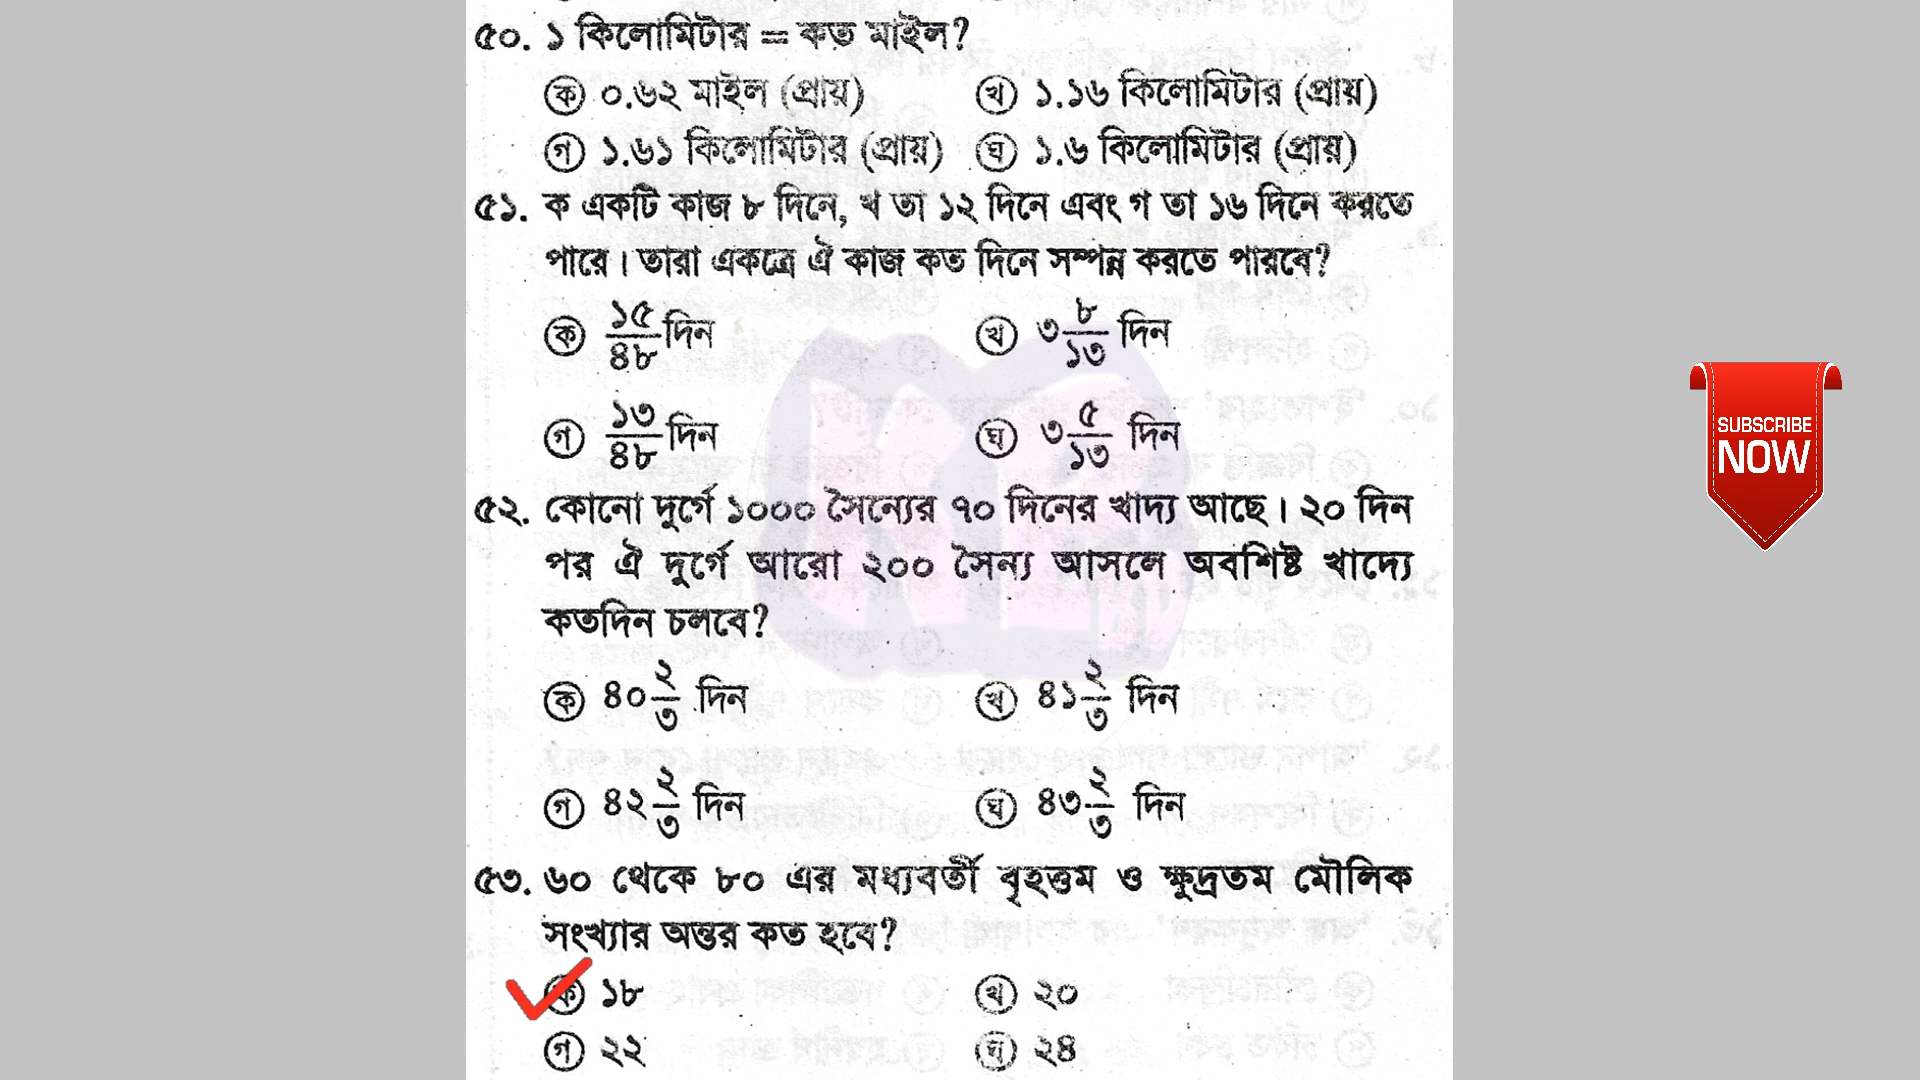 ৫০. ১ কিলোমিটার = কত মাইল?
ক ০.৬২ মাইল (প্রায়) খ ১.১৬ কিলোমিটার (প্রায়)
গ ১.৬১ কিলোমিটার (প্রায়) ঘ ১.৬ কিলোমিটার (প্রায়)
৫১. ক একটি কাজ ৮ দিনে, খ তা ১২ দিনে এবং গ তা ১৬ দিনে করতে
পারে। তারা একত্রে ঐ কাজ কত দিনে সম্পন্ন করতে পারবে?
ক ১৫/৪৮ দিন খ ৩ ৮/১৩ দিন
গ ১৩/৪৮ দিন ঘ ৩ ৫/১৩ দিন
৫২. কোনো দুর্গে ১০০০ সৈন্যের ৭০ দিনের খাদ্য আছে। ২০ দিন
পর ঐ দুর্গে আরো ২০০ সৈন্য আসলে অবশিষ্ট খাদ্যে
কতদিন চলবে?
ক ৪০ ২/৩ দিন খ ৪১ ২/৩ দিন
গ ৪২ ২/৩ দিন ঘ ৪৩ ২/৩ দিন
৫৩. ৬০ থেকে ৮০ এর মধ্যবর্তী বৃহত্তম ও ক্ষুদ্রতম মৌলিক
সংখ্যার অন্তর কত হবে?
ক ১৮ খ ২০
গ ২২ ঘ ২৪
SUBSCRIBE
NOW